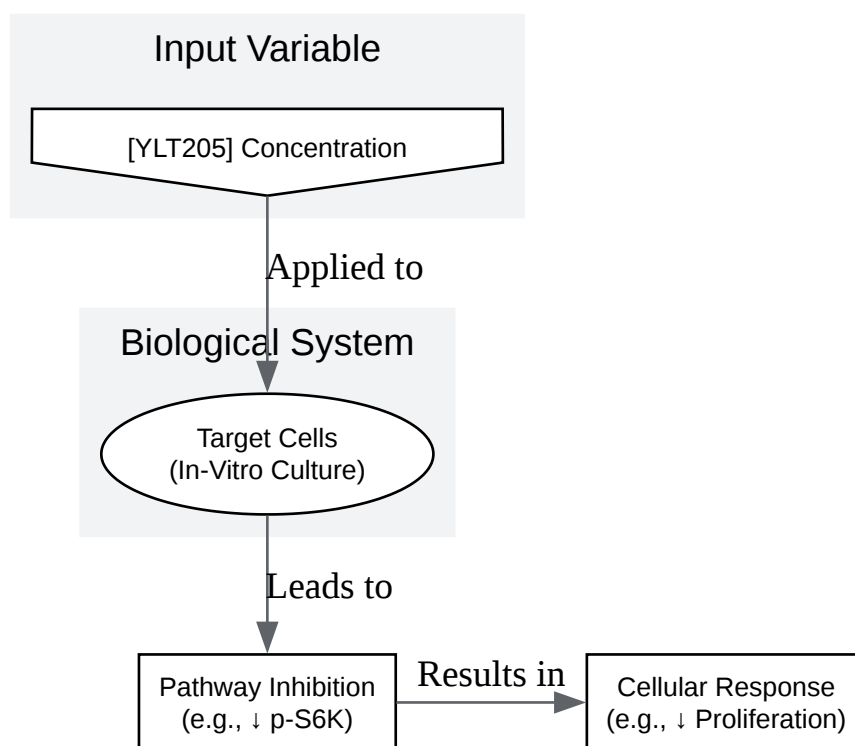 Input Variable
[YLT205] Concentration
Applied to
Biological System
Target Cells
(In-Vitro Culture)
Leads to
Pathway Inhibition
(e.g., ↓ p-S6K)
Results in
Cellular Response
(e.g., ↓ Proliferation)